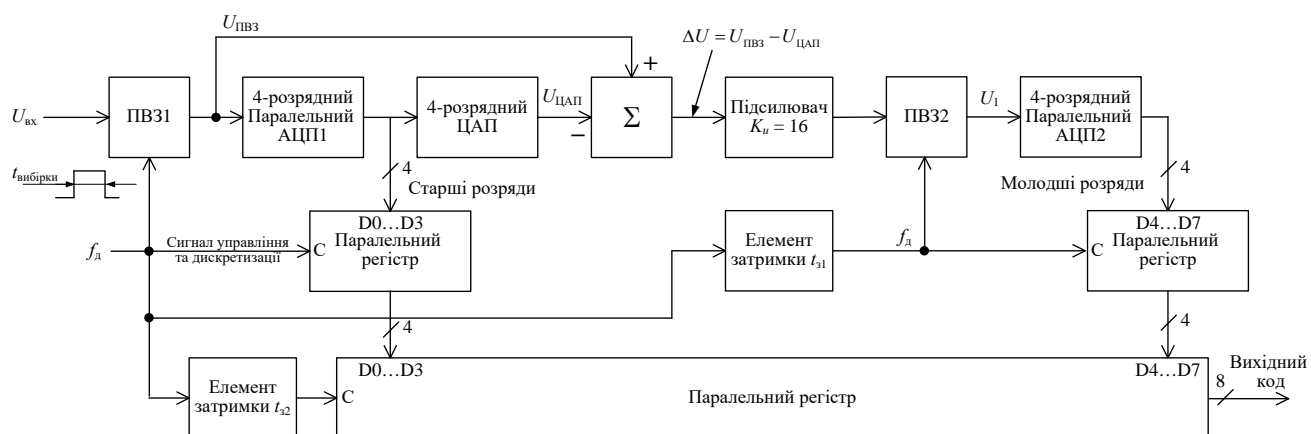 U_ПВЗ
ΔU = U_ПВЗ − U_ЦАП
U_вх
ПВЗ1
4-розрядний
Паралельний
АЦП1
4-розрядний
ЦАП
U_ЦАП
+
−
Σ
Підсилювач
K_u = 16
ПВЗ2
U_1
4-розрядний
Паралельний
АЦП2
t_вибірки
4
Старші розряди
4
Молодші розряди
f_д
Сигнал управління
та дискретизації
D0…D3
C
Паралельний
регістр
Елемент
затримки t_з1
f_д
D4…D7
C
Паралельний
регістр
4
4
Елемент
затримки t_з2
D0…D3
C
Паралельний регістр
D4…D7
8
Вихідний
код